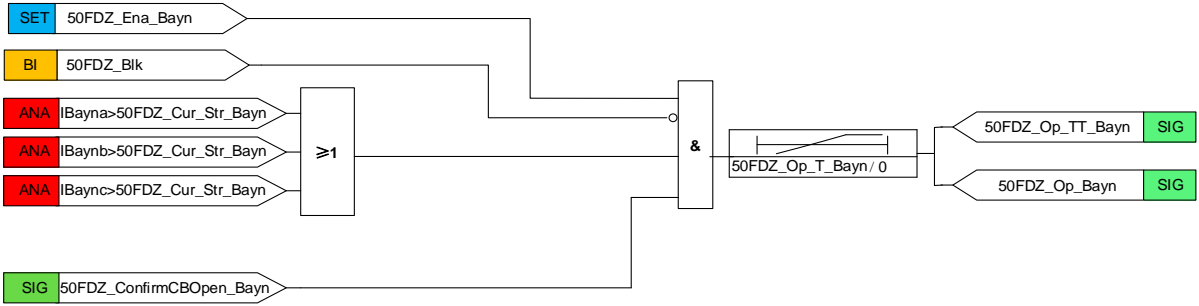 SET 50FDZ_Ena_Bayn
BI 50FDZ_Blk
ANA IBayna>50FDZ_Cur_Str_Bayn
ANA IBaynb>50FDZ_Cur_Str_Bayn
ANA IBaync>50FDZ_Cur_Str_Bayn
≥1
&
50FDZ_Op_T_Bayn/ 0
50FDZ_Op_TT_Bayn SIG
50FDZ_Op_Bayn SIG
SIG 50FDZ_ConfirmCBOpen_Bayn